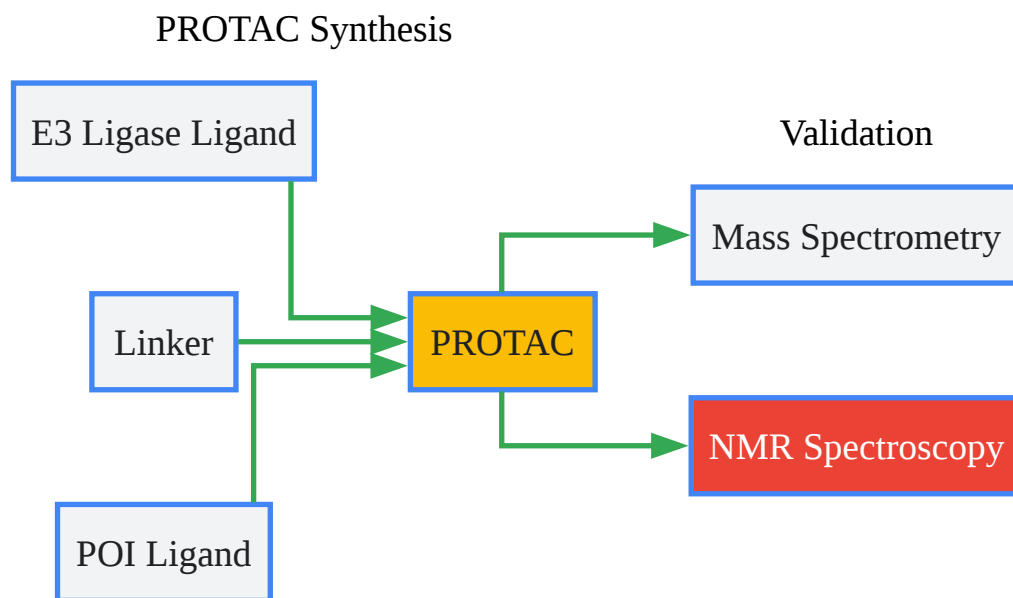 PROTAC Synthesis
E3 Ligase Ligand
Validation
Mass Spectrometry
Linker
PROTAC
NMR Spectroscopy
POI Ligand